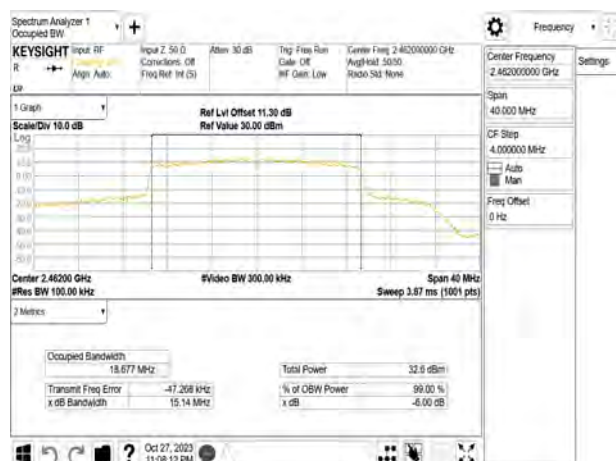 Spectrum Analyzer 1
Occupied BW
+
Frequency
KEYSIGHT Input: RF Input Z: 50 Ω Atten: 30 dB Trig: Free Run Center Freq: 2.462000000 GHz
R Corrections: Off Gate: Off Avg|Hold: 50/50
Align: Auto Freq Ref: Int (S) #IF Gain: Low Radio Std: None
Center Frequency
2.462000000 GHz
Settings
Span
40.000 MHz
CF Step
4.000000 MHz
Auto
Man
Freq Offset
0 Hz
1 Graph
Ref Lvl Offset 11.30 dB
Scale/Div 10.0 dB Ref Value 30.00 dBm
Log
Center 2.46200 GHz #Video BW 300.00 kHz Span 40 MHz
#Res BW 100.00 kHz Sweep 3.87 ms (1001 pts)
2 Metrics
Occupied Bandwidth
18.677 MHz Total Power 32.6 dBm
Transmit Freq Error -47.268 kHz % of OBW Power 99.00 %
x dB Bandwidth 15.14 MHz x dB -6.00 dB
? Oct 27, 2023
11:08:12 PM